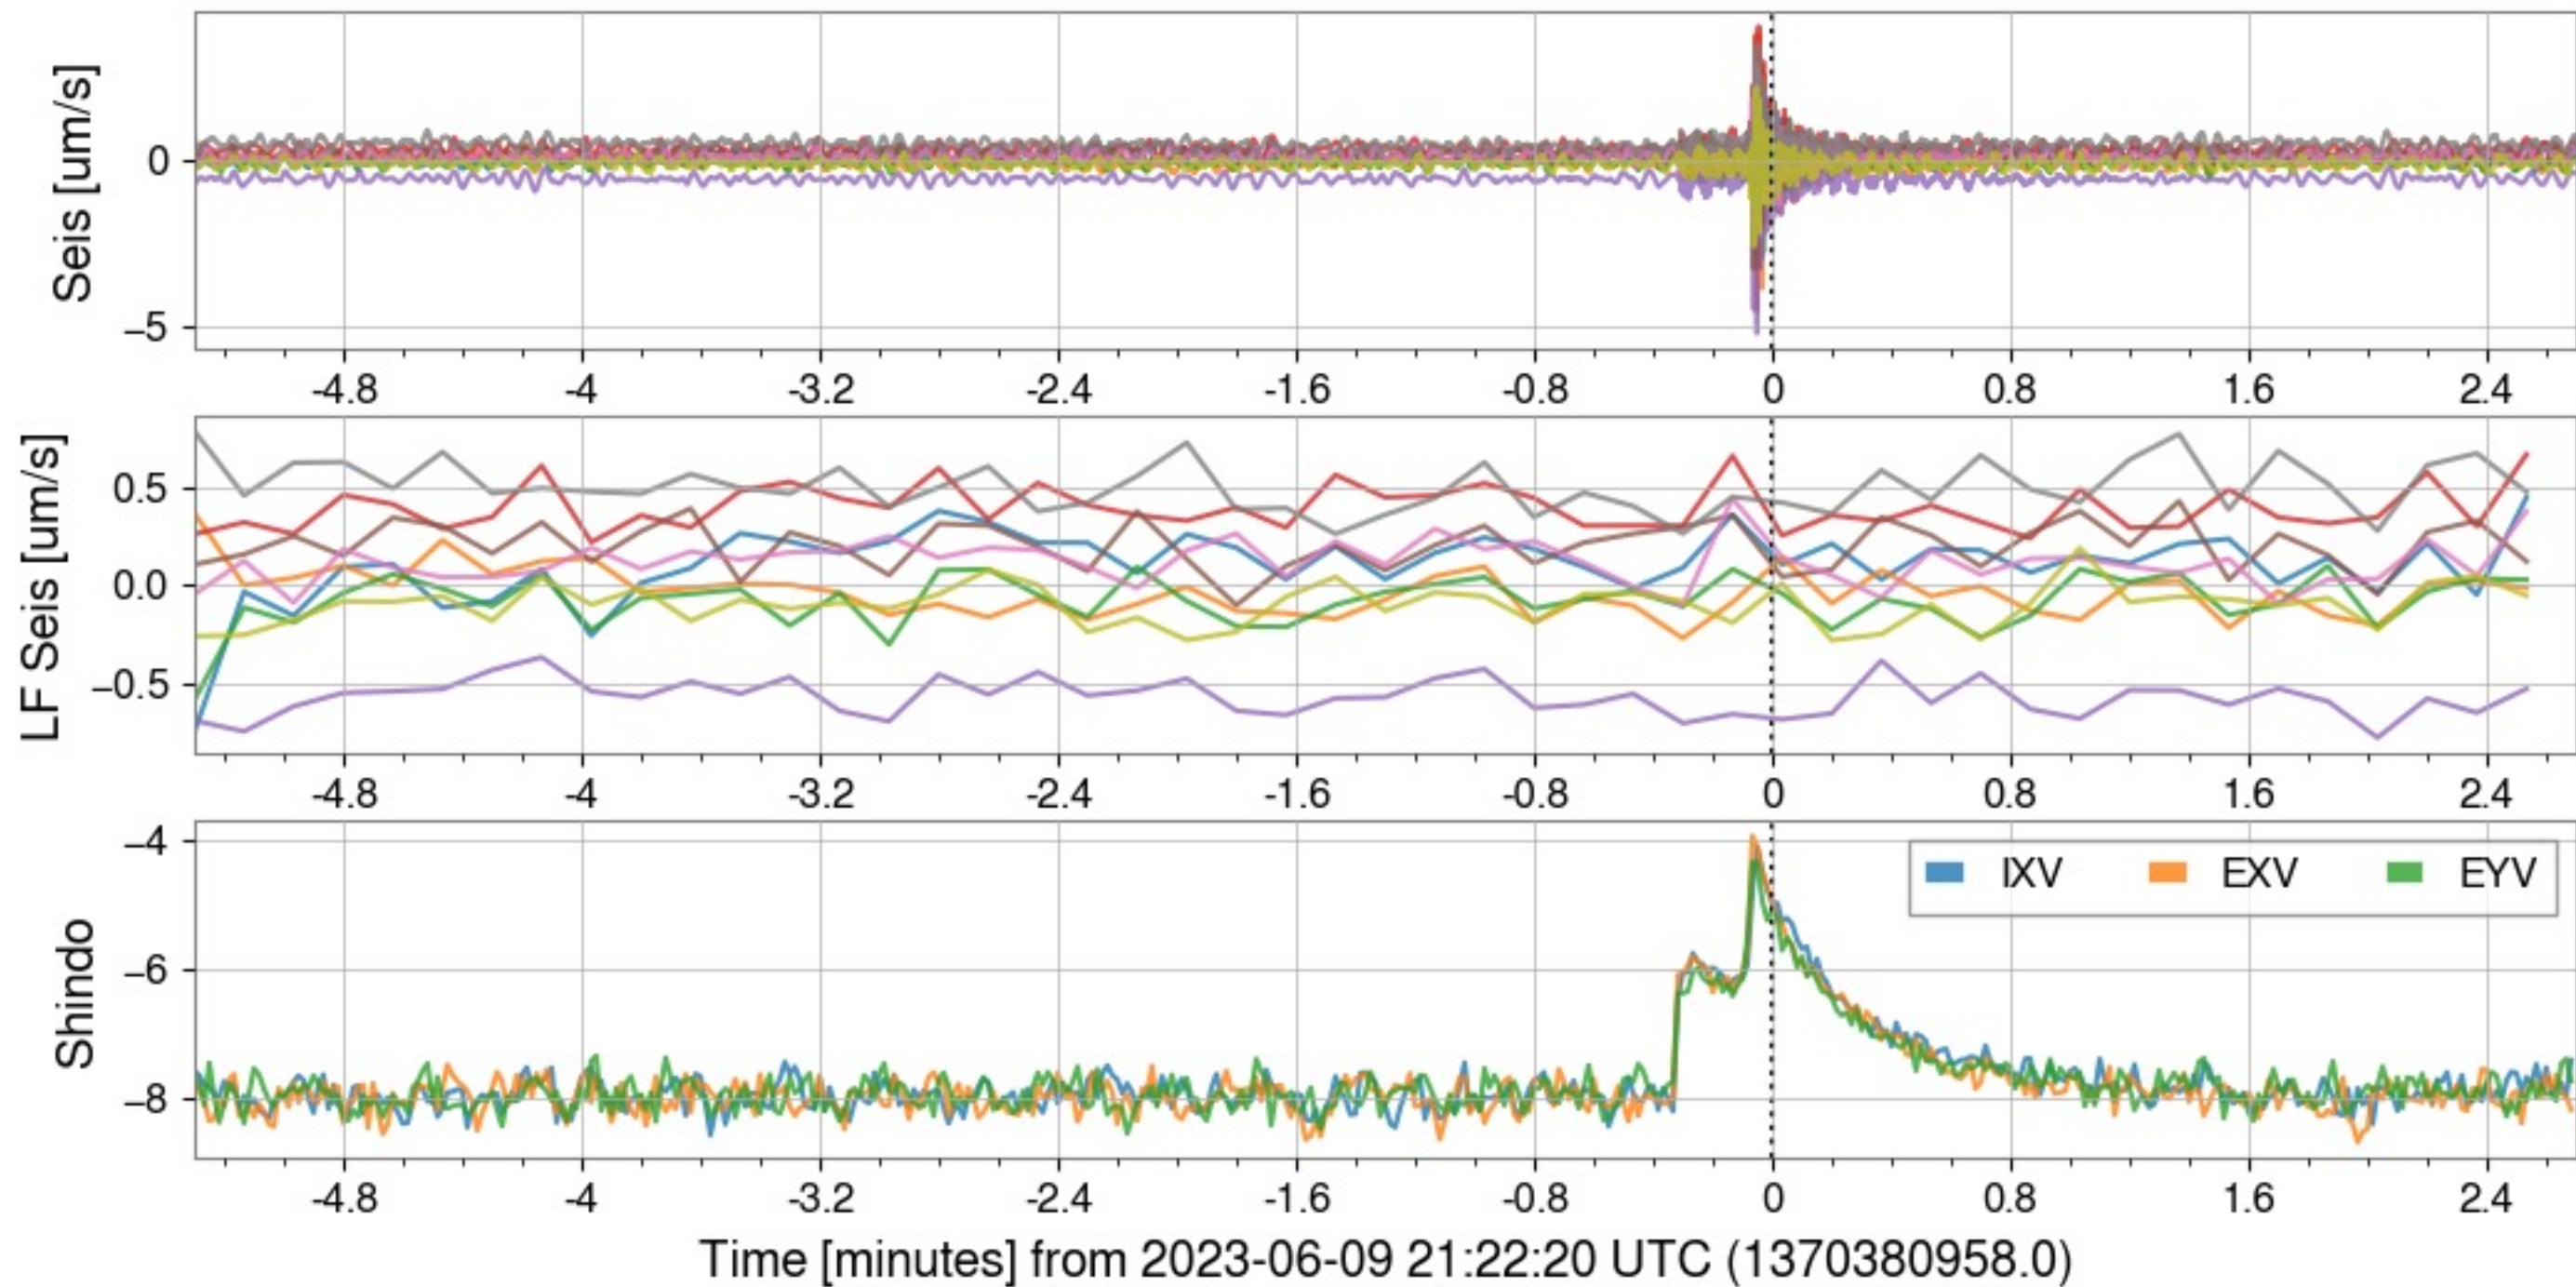 Seis [um/s]
0
−5
-4.8 -4 -3.2 -2.4 -1.6 -0.8 0 0.8 1.6 2.4
LF Seis [um/s]
0.5
0.0
−0.5
-4.8 -4 -3.2 -2.4 -1.6 -0.8 0 0.8 1.6 2.4
Shindo
−4
−6
−8
IXV EXV EYV
-4.8 -4 -3.2 -2.4 -1.6 -0.8 0 0.8 1.6 2.4
Time [minutes] from 2023-06-09 21:22:20 UTC (1370380958.0)